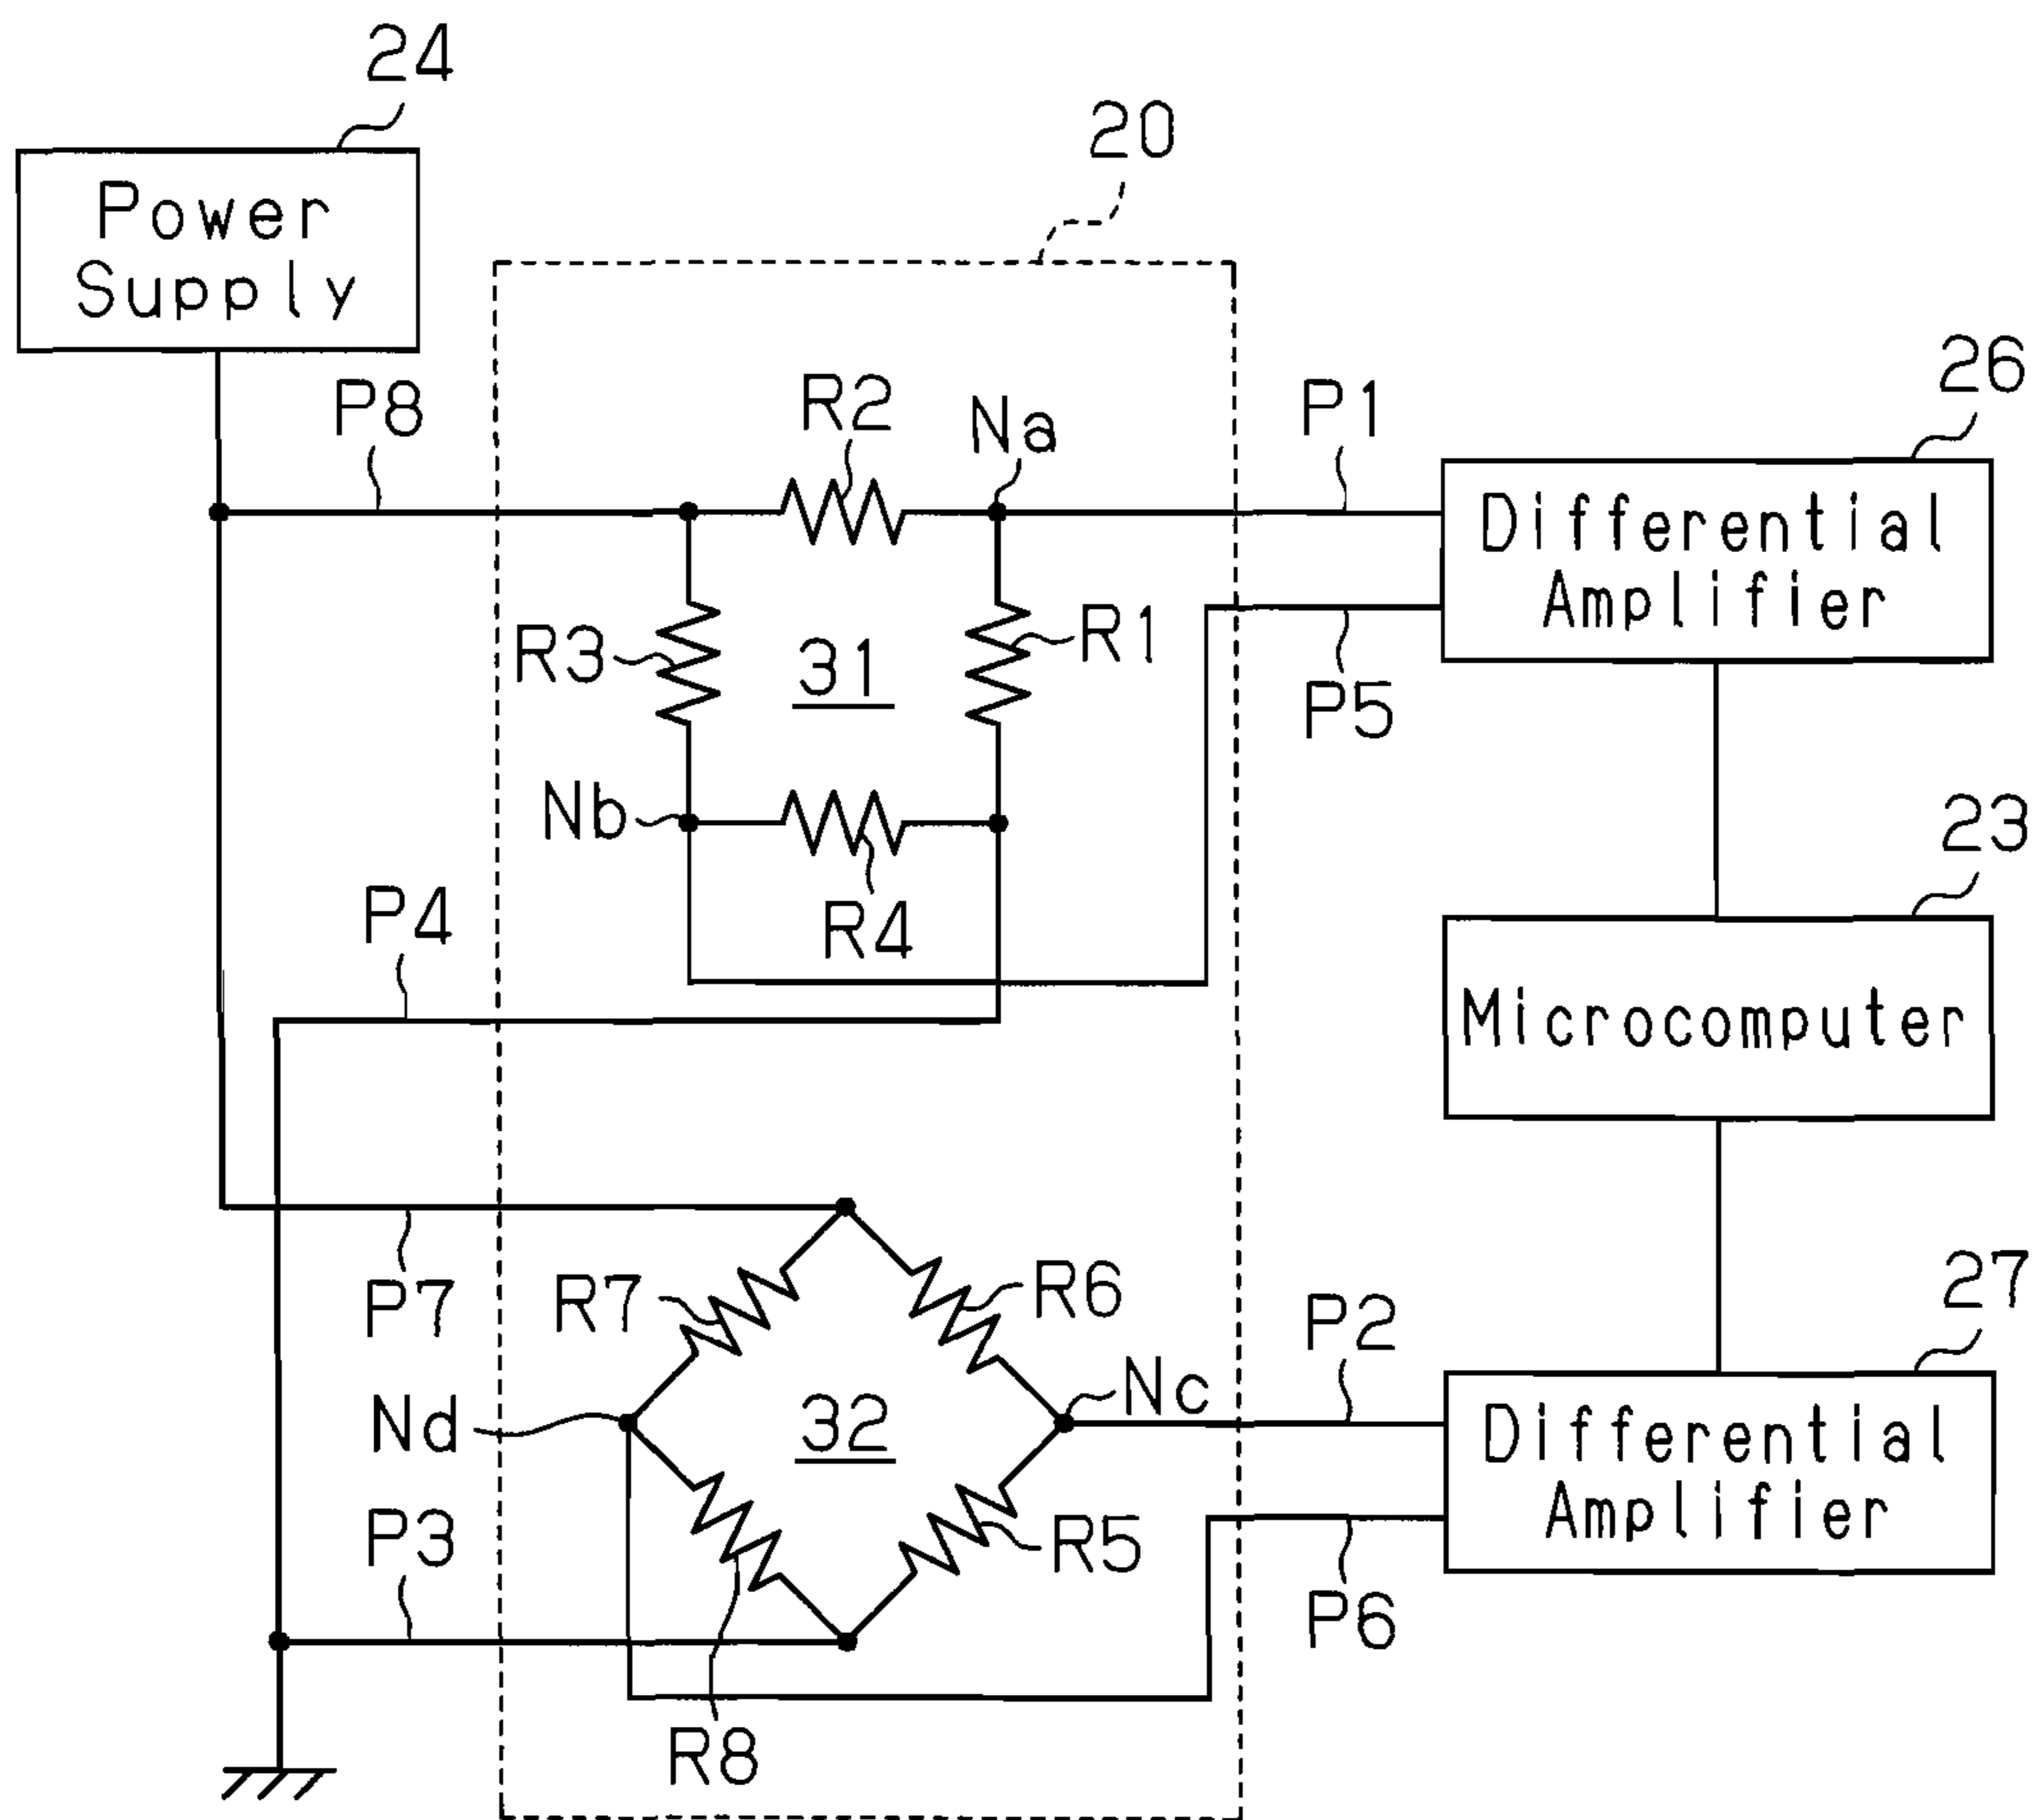 24
20
Power
Supply
26
P8
R2
Na
P1
Differential
Amplifier
R3
31
R1
P5
Nb
23
P4
R4
Microcomputer
P7
R7
R6
P2
27
Nd
32
Nc
Differential
Amplifier
P3
R5
P6
R8